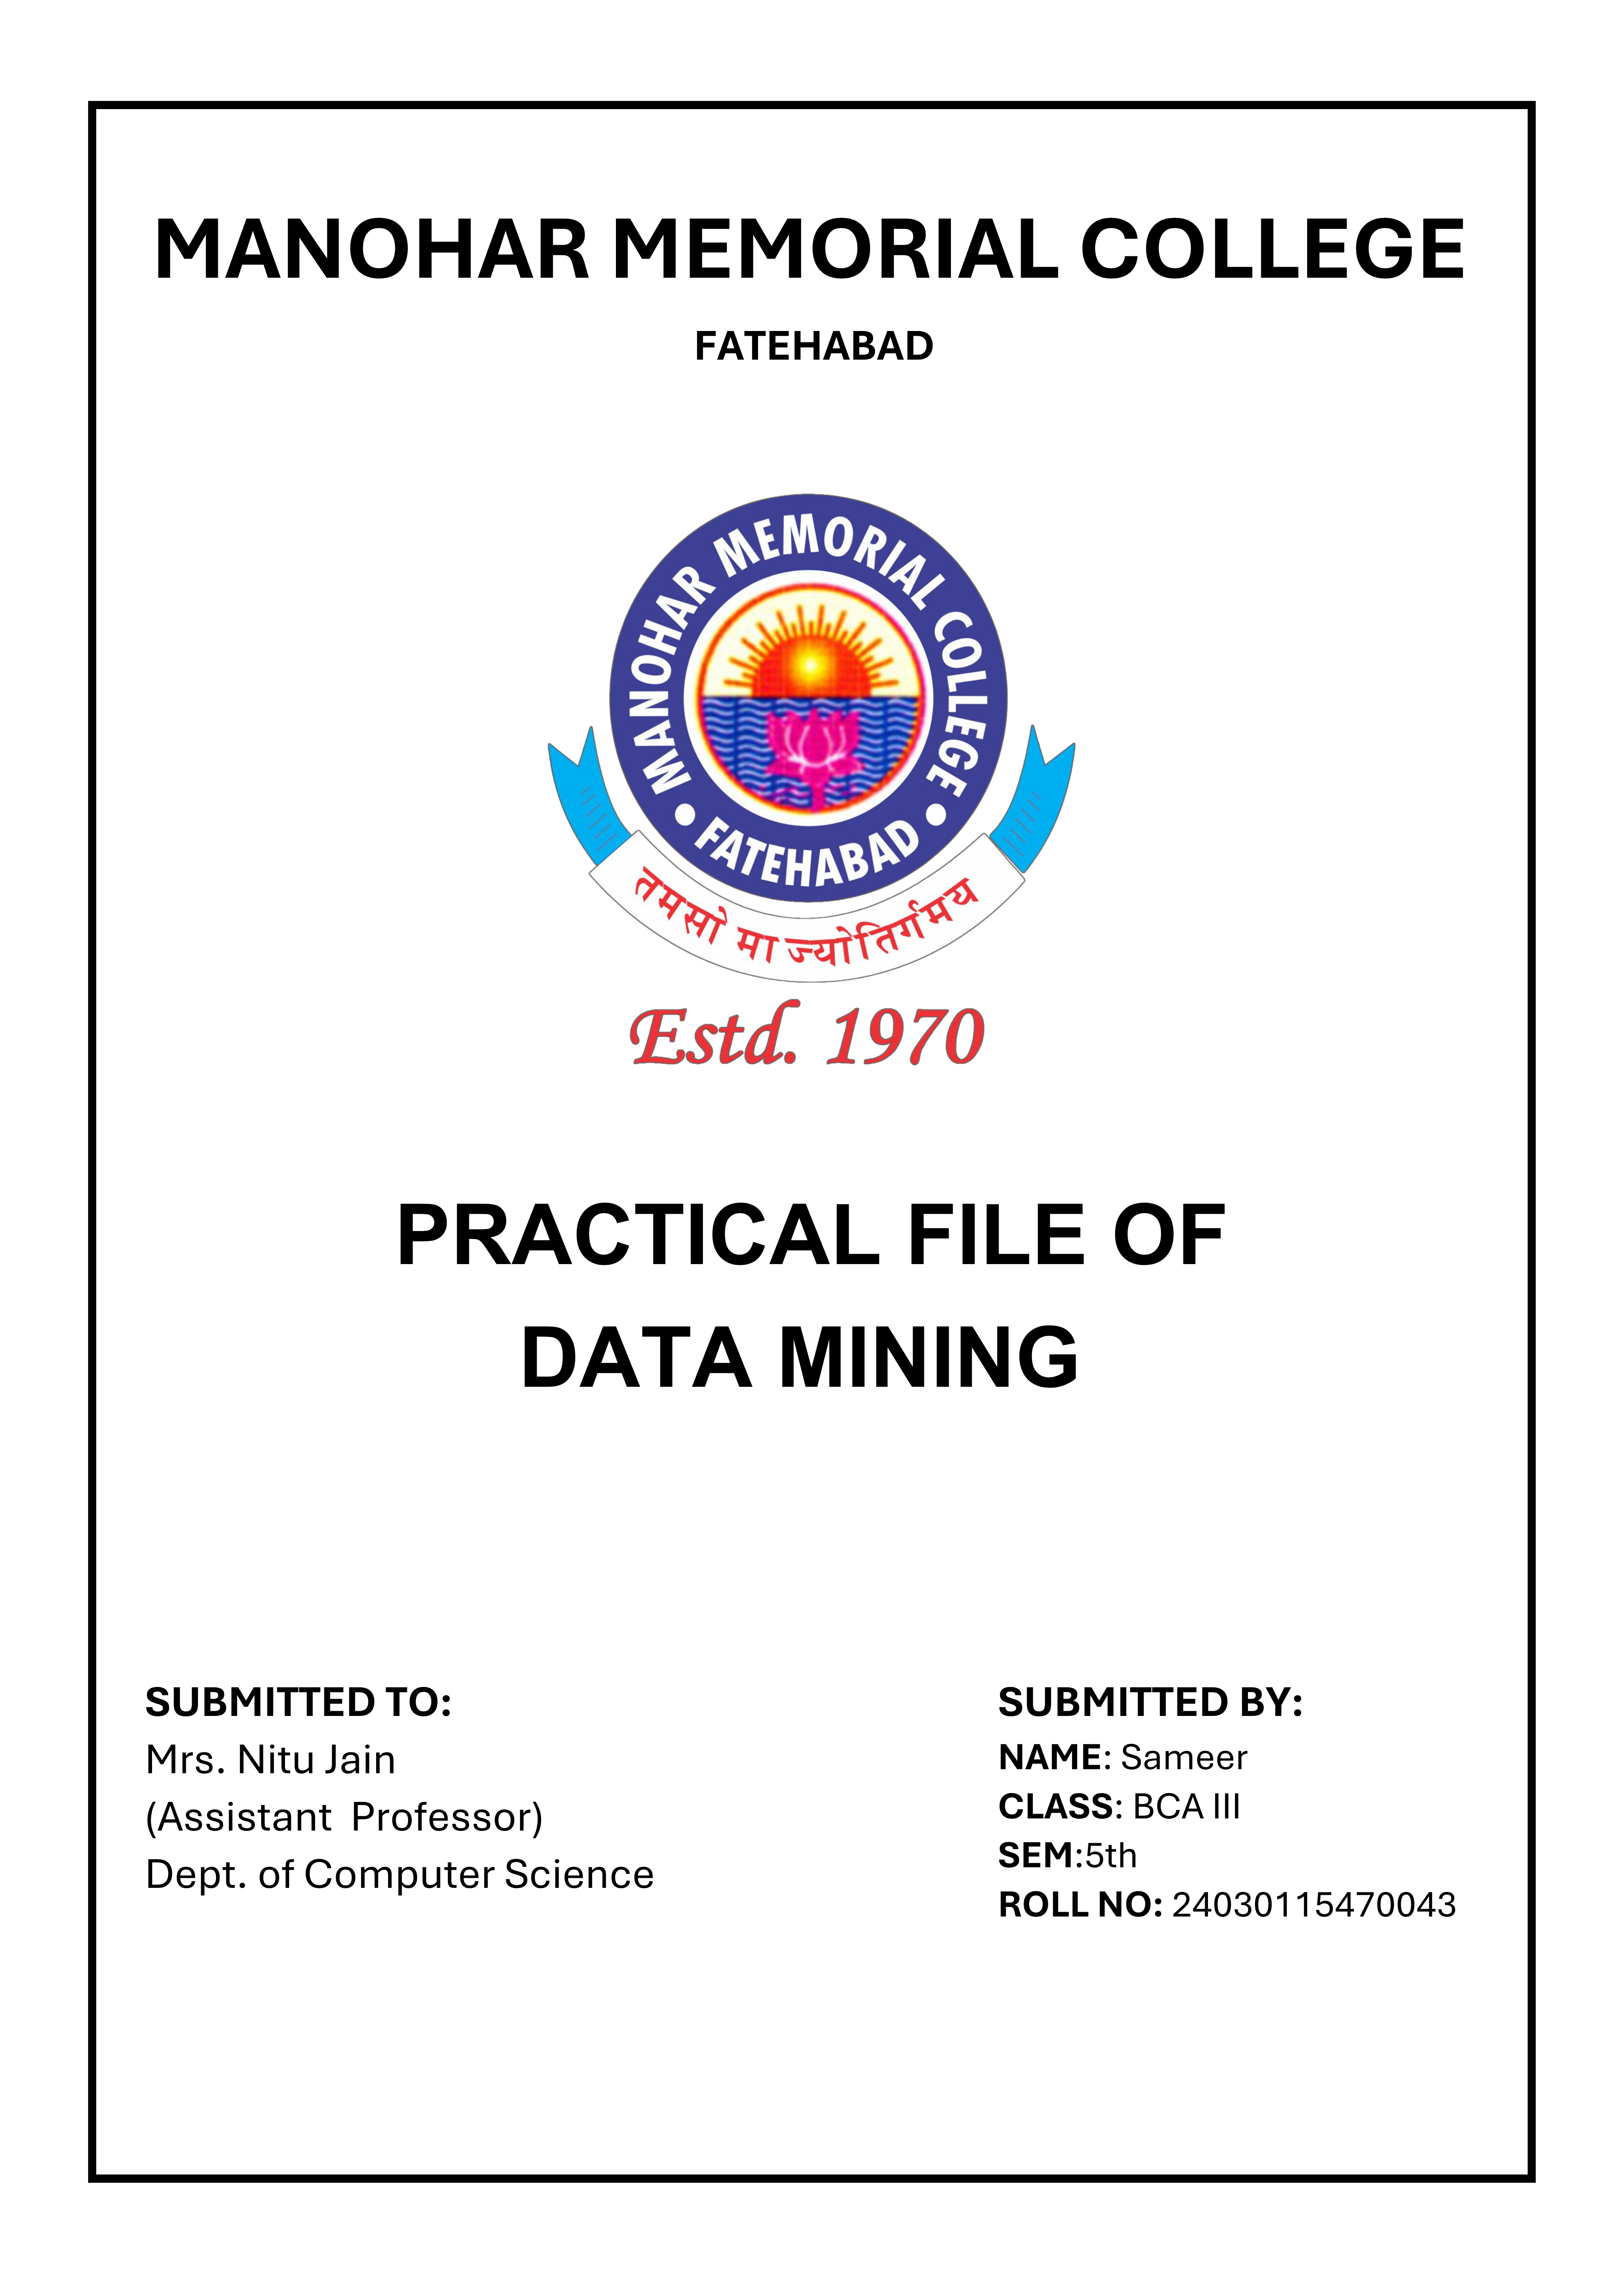 MANOHAR MEMORIAL COLLEGE
FATEHABAD
MANOHAR MEMORIAL COLLEGE
• FATEHABAD •
तमसो मा ज्योतिर्गमय
Estd. 1970
PRACTICAL FILE OF
DATA MINING
SUBMITTED TO:
Mrs. Nitu Jain
(Assistant  Professor)
Dept. of Computer Science
SUBMITTED BY:
NAME: Sameer
CLASS: BCA III
SEM:5th
ROLL NO: 24030115470043